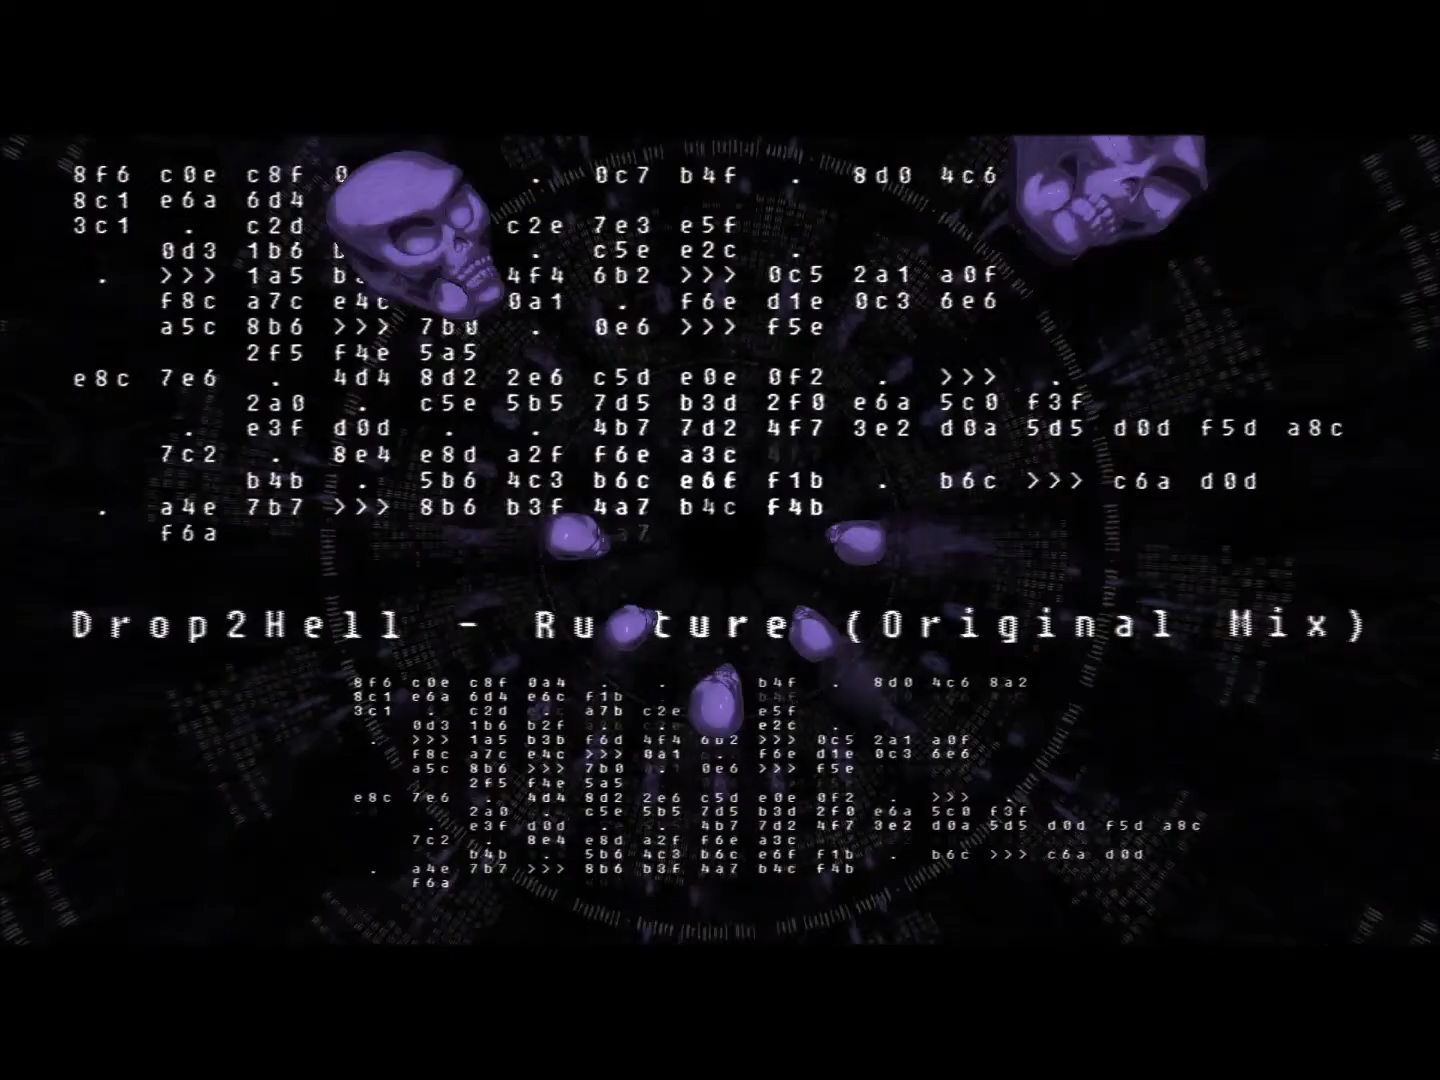 8f6 c0e c8f 0 . 0c7 b4f . 8d0 4c6
8c1 e6a 6d4
3c1 . c2d c2e 7e3 e5f
0d3 1b6 . c5e e2c .
. >>> 1a5 4f4 6b2 >>> 0c5 2a1 a0f
f8c a7c e4c 0a1 . f6e d1e 0c3 6e6
a5c 8b6 >>> 7b0 . 0e6 >>> f5e
2f5 f4e 5a5
e8c 7e6 . 4d4 8d2 2e6 c5d e0e 0f2 . >>> .
2a0 . c5e 5b5 7d5 b3d 2f0 e6a 5c0 f3f
. e3f d0d . . 4b7 7d2 4f7 3e2 d0a 5d5 d0d f5d a8c
7c2 . 8e4 e8d a2f f6e a3c
b4b . 5b6 4c3 b6c e6f f1b . b6c >>> c6a d0d
. a4e 7b7 >>> 8b6 b3f 4a7 b4c f4b
f6a
Drop2Hell - Ru cture (Original Mix)
8f6 c0e c8f 0a4 . . b4f . 8d0 4c6 8a2
8c1 e6a 6d4 e6c f1b
3c1 . c2d . a7b c2e e5f
0d3 1b6 b2f e2c .
. >>> 1a5 b3b f6d 4f4 6b2 >>> 0c5 2a1 a0f
f8c a7c e4c >>> 0a1 . f6e d1e 0c3 6e6
a5c 8b6 >>> 7b0 . 0e6 >>> f5e
2f5 f4e 5a5
e8c 7e6 . 4d4 8d2 2e6 c5d e0e 0f2 . >>> .
2a0 . c5e 5b5 7d5 b3d 2f0 e6a 5c0 f3f
. e3f d0d . . 4b7 7d2 4f7 3e2 d0a 5d5 d0d f5d a8c
7c2 . 8e4 e8d a2f f6e a3c
b4b . 5b6 4c3 b6c e6f f1b . b6c >>> c6a d0d
. a4e 7b7 >>> 8b6 b3f 4a7 b4c f4b
f6a